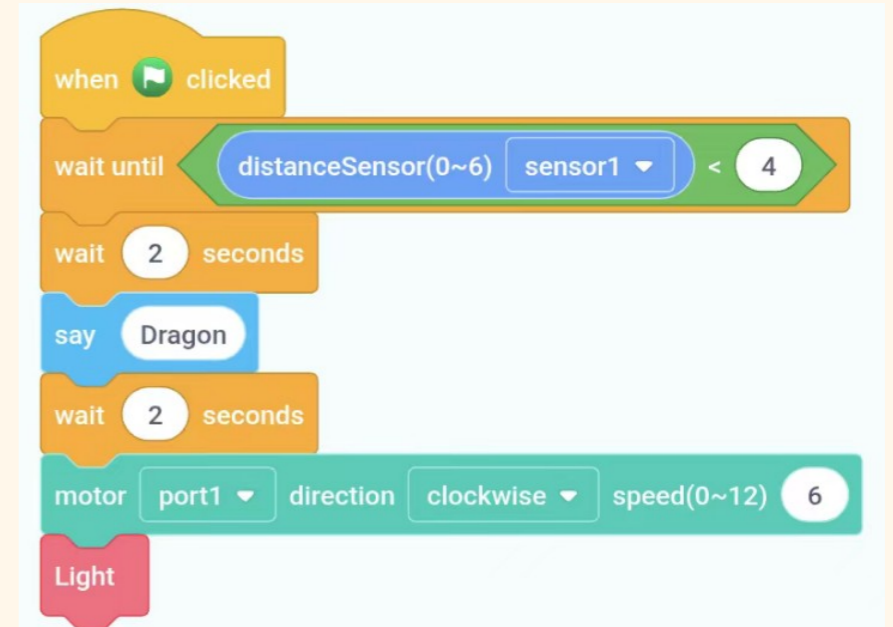 when clicked
wait until distanceSensor(0~6) sensor1 < 4
wait 2 seconds
say Dragon
wait 2 seconds
motor port1 direction clockwise speed(0~12) 6
Light